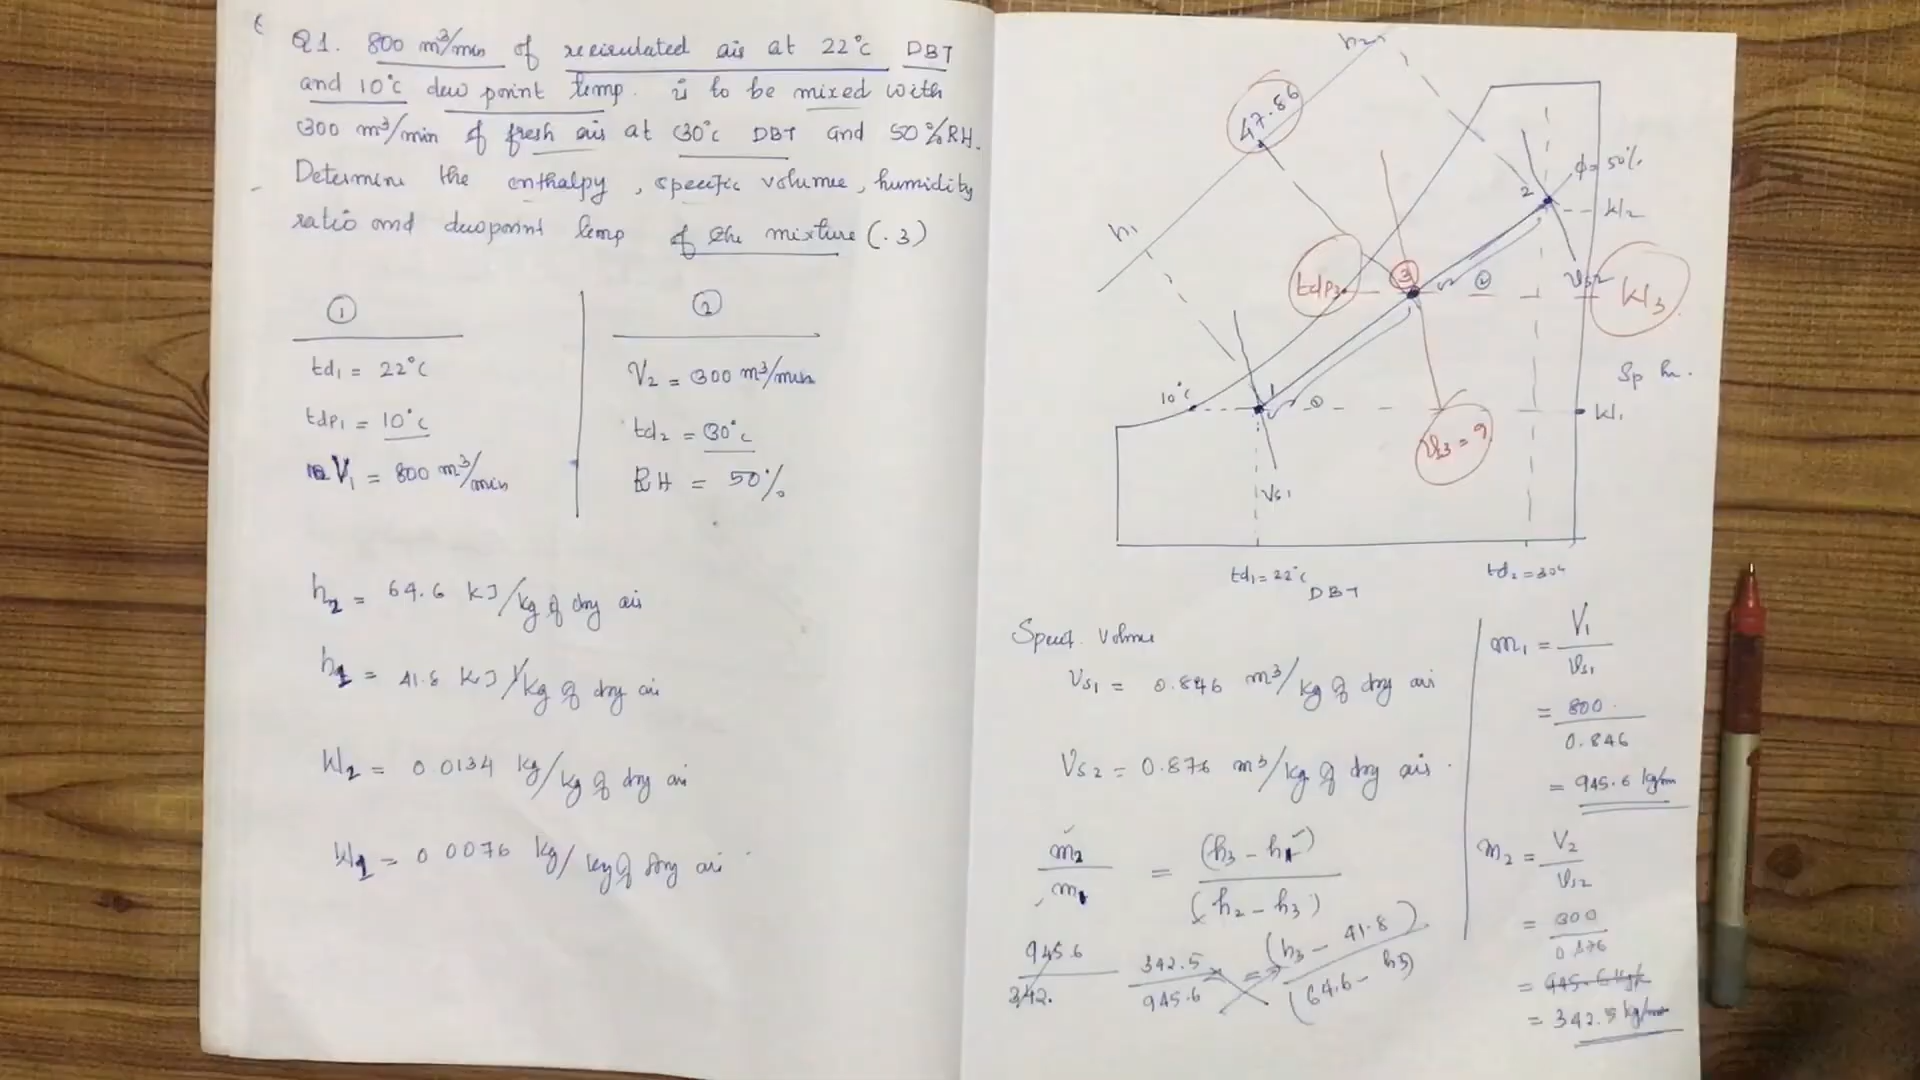 Q1. 800 m³/min of recirculated air at 22°C DBT
and 10°C dew point temp. is to be mixed with
300 m³/min of fresh air at 30°C DBT and 50% RH.
Determine the enthalpy, specific volume, humidity
ratio and dewpoint temp of the mixture (.3)
①
td₁ = 22°C
tdp₁ = 10°C
V₁ = 800 m³/min
②
V₂ = 300 m³/min
td₂ = 30°C
RH = 50%
h₂ = 64.6 KJ/kg of dry air
h₁ = 41.8 KJ/kg of dry air
W₂ = 0.0134 kg/kg of dry air
W₁ = 0.0076 kg/kg of dry air
h₂
47.86
h₁
φ = 50%
2
W₂
tdp₃
③
②
Vs2
W₃
Sp hu.
10°C
1
①
W₁
Vs3 = ?
Vs₁
td₁ = 22°C
td₂ = 30°C
DBT
Specf. Volume
Vs₁ = 0.846 m³/kg of dry air
Vs₂ = 0.876 m³/kg of dry air.
m₂/m₁ = (h₃ - h₁)/(h₂ - h₃)
945.6/342.
342.5/945.6 = (h₃ - 41.8)/(64.6 - h₃)
m₁ = V₁/Vs₁
= 800/0.846
= 945.6 kg/min
m₂ = V₂/Vs2
= 300/0.876
= 945.6 kg/
= 342.5 kg/min